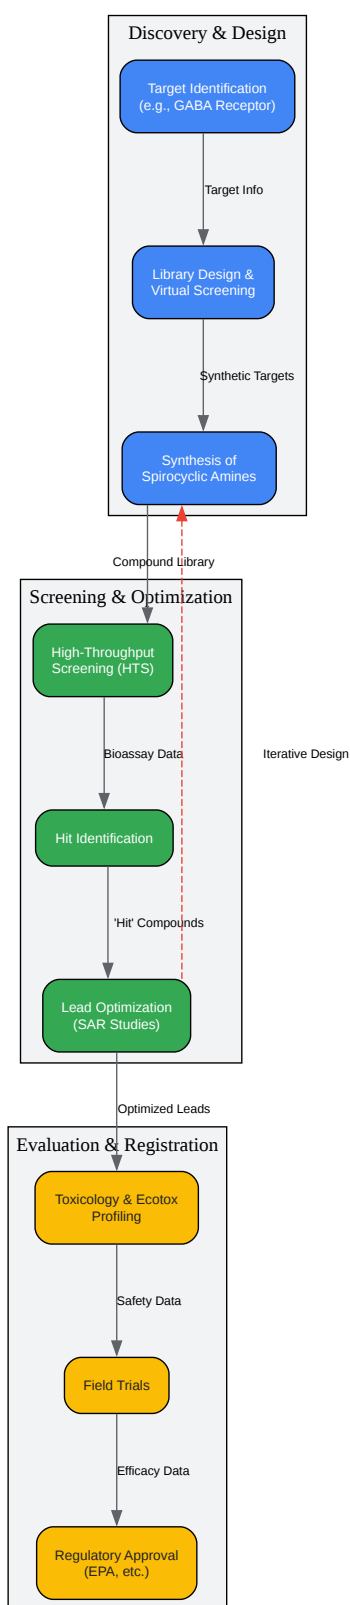 Discovery & Design
Target Identification
(e.g., GABA Receptor)
Target Info
Library Design &
Virtual Screening
Synthetic Targets
Synthesis of
Spirocyclic Amines
Compound Library
Screening & Optimization
High-Throughput
Screening (HTS)
Bioassay Data
Iterative Design
Hit Identification
'Hit' Compounds
Lead Optimization
(SAR Studies)
Optimized Leads
Evaluation & Registration
Toxicology & Ecotox
Profiling
Safety Data
Field Trials
Efficacy Data
Regulatory Approval
(EPA, etc.)